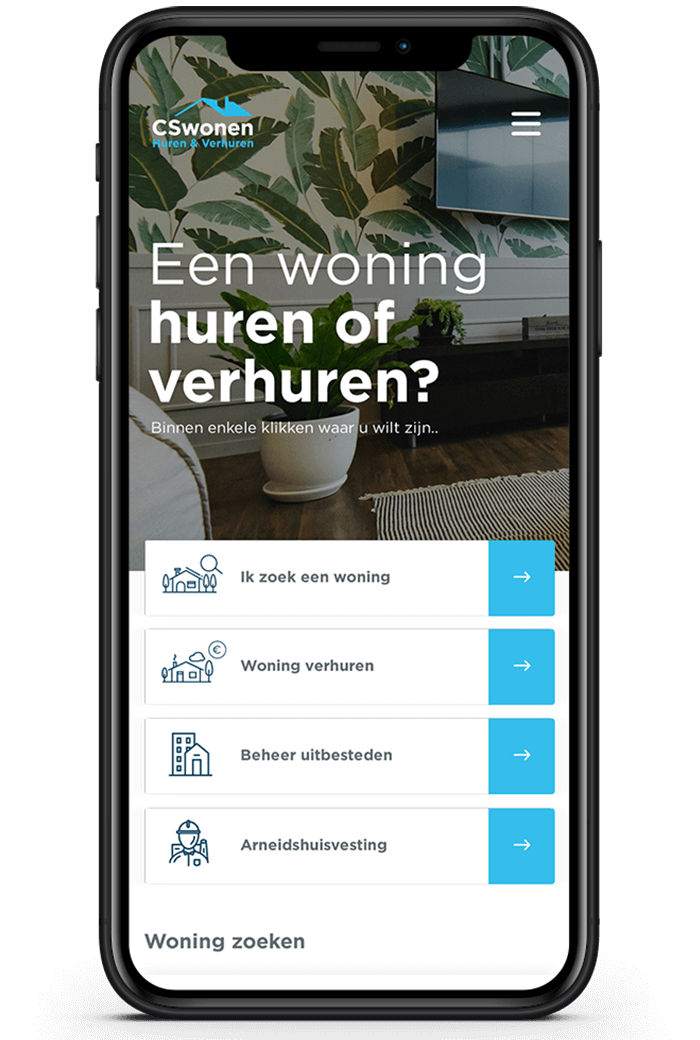 CSwonen
Huren & Verhuren
Een woning
huren of
verhuren?
Binnen enkele klikken waar u wilt zijn..
Ik zoek een woning
€
Woning verhuren
Beheer uitbesteden
Arneidshuisvesting
Woning zoeken